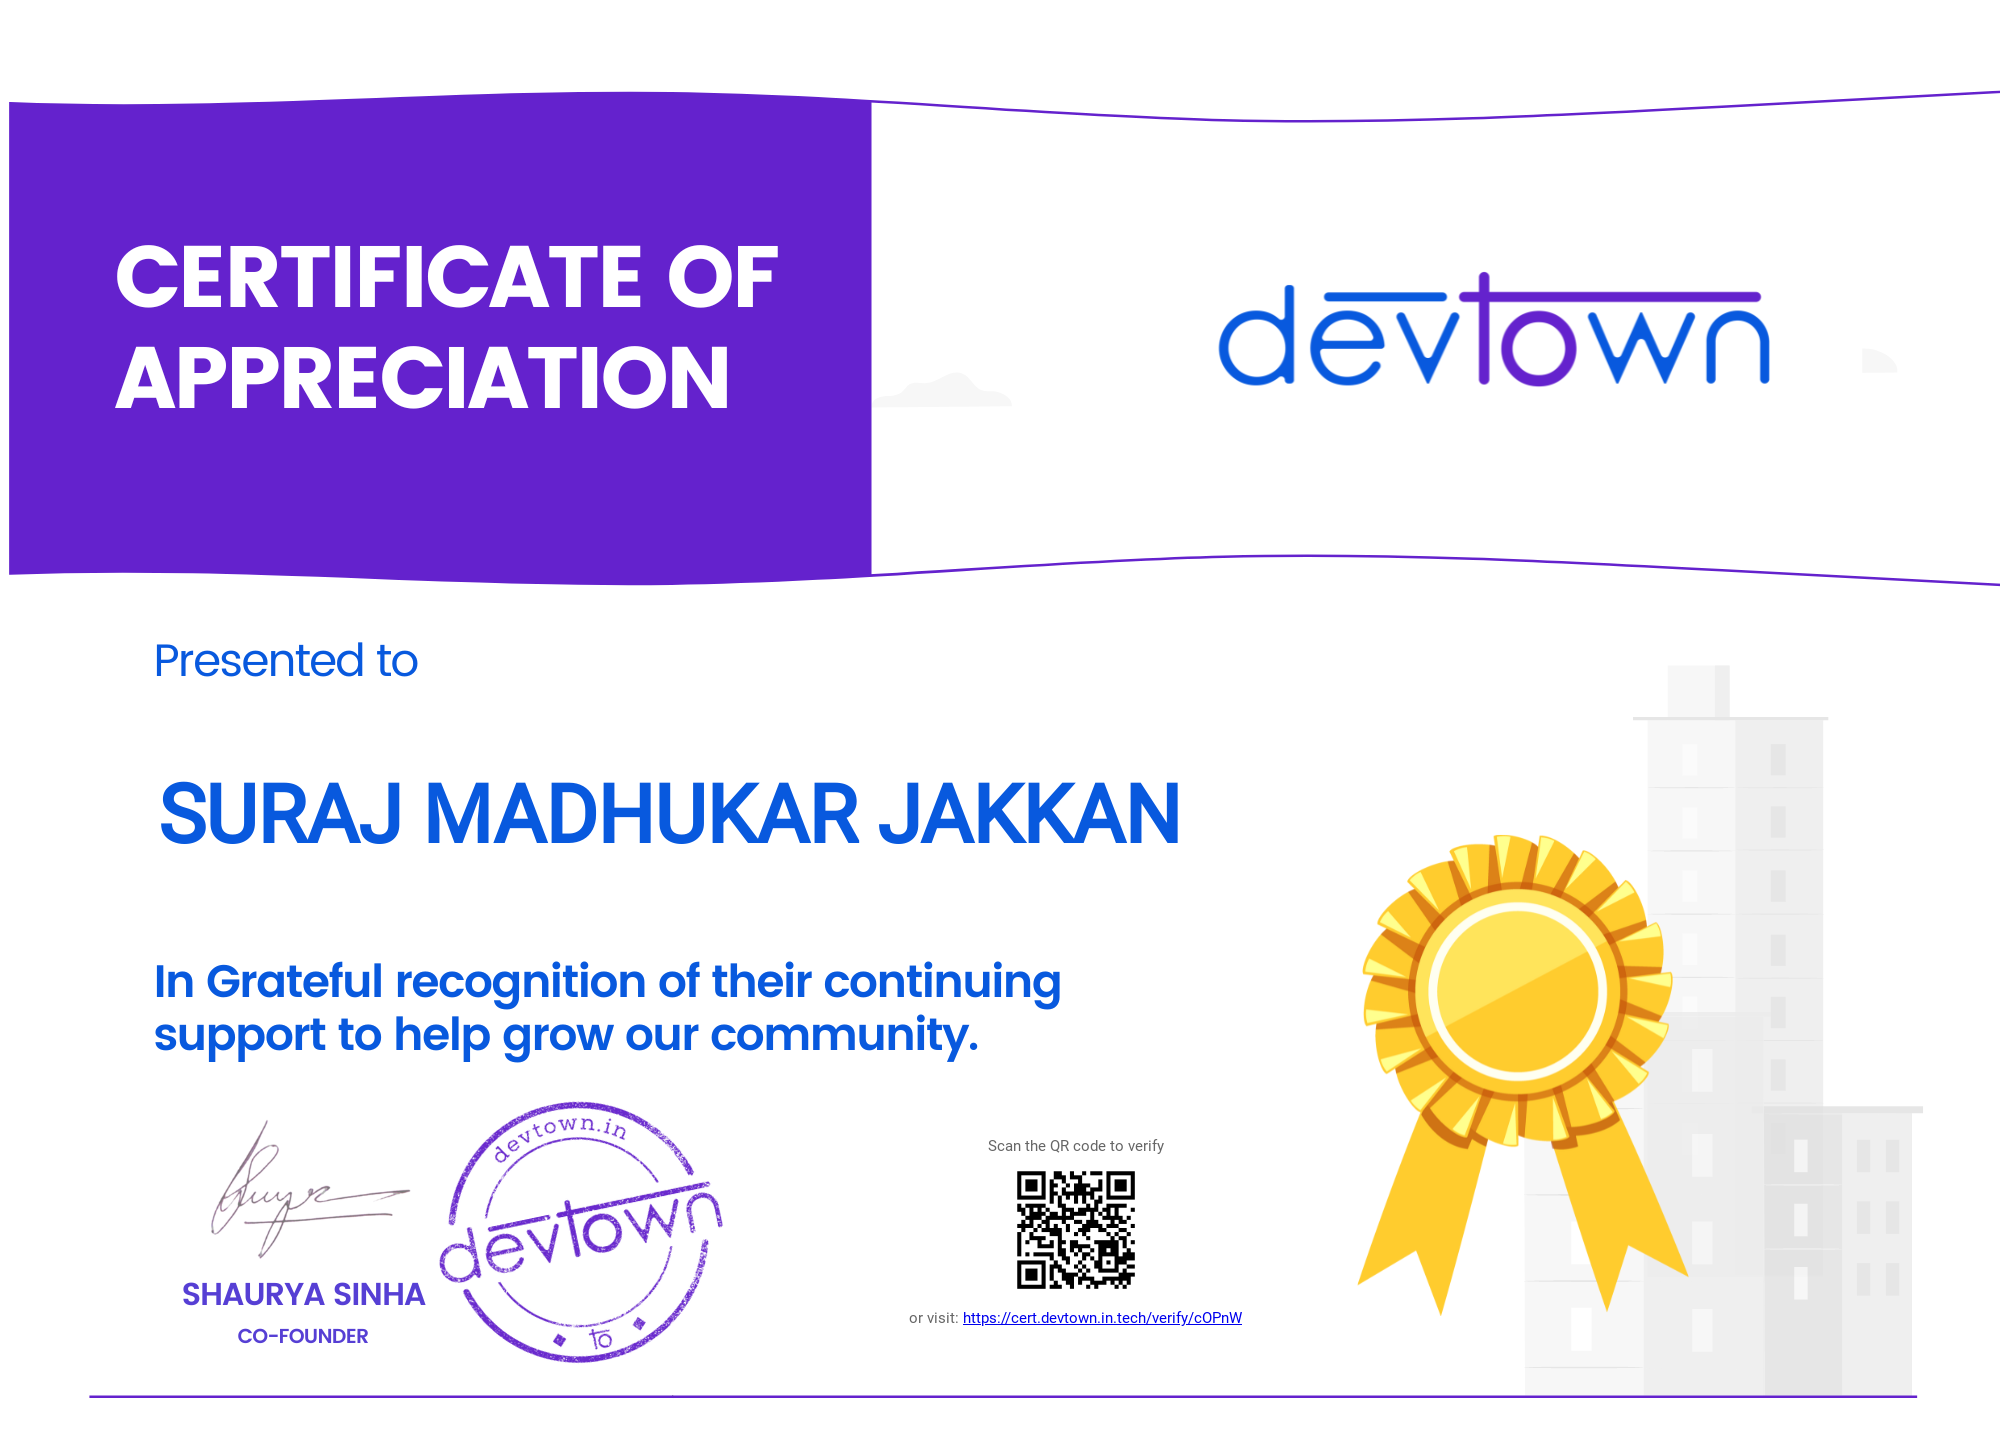 CERTIFICATE OF
APPRECIATION
devtown
Presented to
SURAJ MADHUKAR JAKKAN
In Grateful recognition of their continuing
support to help grow our community.
devtown.in
devtown
to
SHAURYA SINHA
CO-FOUNDER
Scan the QR code to verify
or visit: https://cert.devtown.in.tech/verify/cOPnW